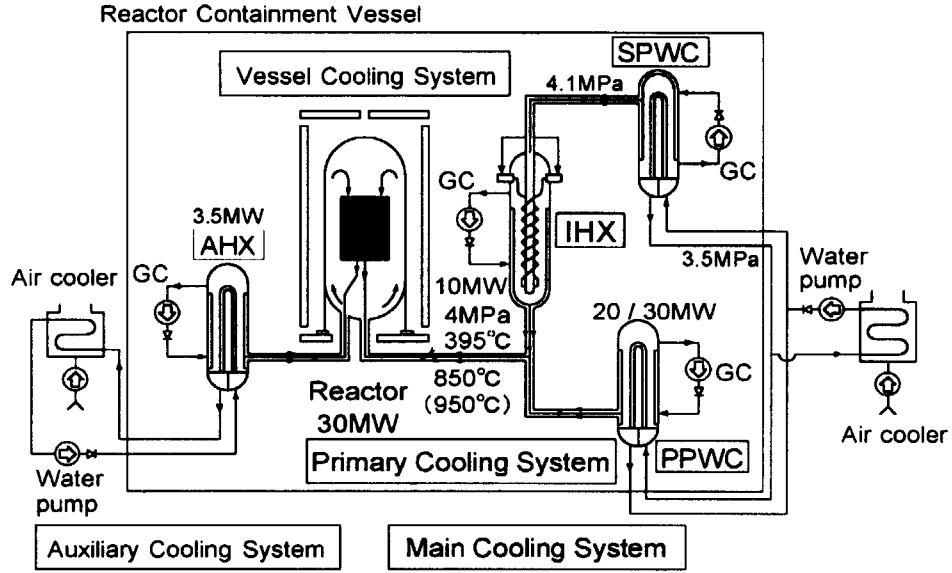 Reactor Containment Vessel
Vessel Cooling System
SPWC
4.1MPa
GC
GC
IHX
3.5MW
AHX
GC
Air cooler
10MW
4MPa
395°C
850°C
(950°C)
20 / 30MW
GC
3.5MPa
Water
pump
Air cooler
Reactor
30MW
Primary Cooling System
PPWC
Water
pump
Auxiliary Cooling System
Main Cooling System